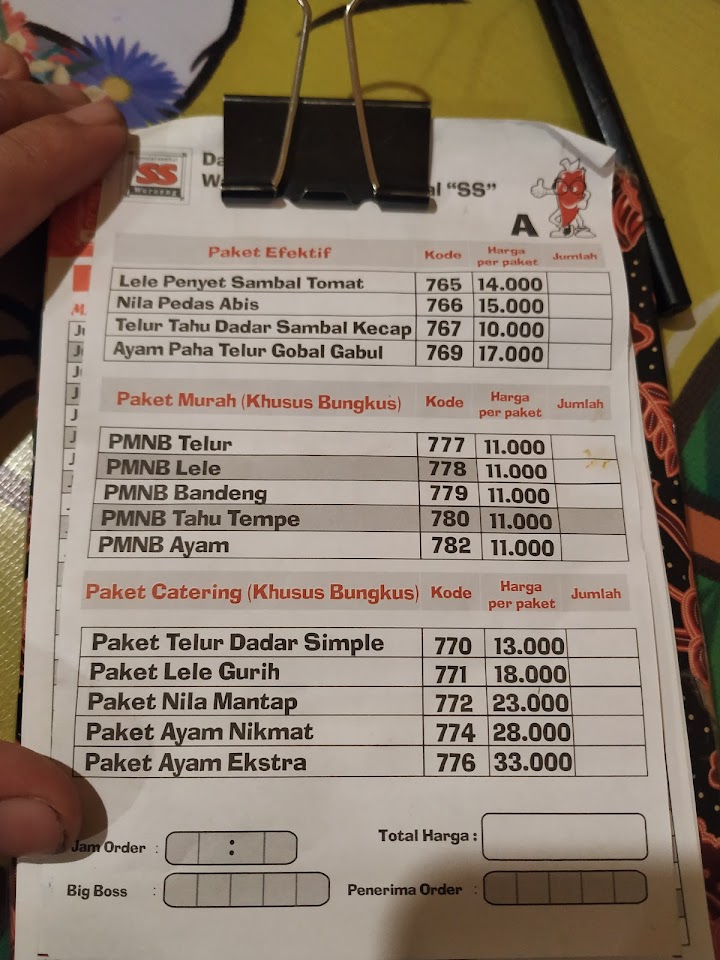 SS
Waroeng
Da
Wa al "SS"
A
Paket Efektif Kode Harga per paket Jumlah
Lele Penyet Sambal Tomat 765 14.000
Nila Pedas Abis 766 15.000
Telur Tahu Dadar Sambal Kecap 767 10.000
Ayam Paha Telur Gobal Gabul 769 17.000
Paket Murah (Khusus Bungkus) Kode Harga per paket Jumlah
PMNB Telur 777 11.000
PMNB Lele 778 11.000
PMNB Bandeng 779 11.000
PMNB Tahu Tempe 780 11.000
PMNB Ayam 782 11.000
Paket Catering (Khusus Bungkus) Kode Harga per paket Jumlah
Paket Telur Dadar Simple 770 13.000
Paket Lele Gurih 771 18.000
Paket Nila Mantap 772 23.000
Paket Ayam Nikmat 774 28.000
Paket Ayam Ekstra 776 33.000
Jam Order : : Total Harga :
Big Boss : Penerima Order :